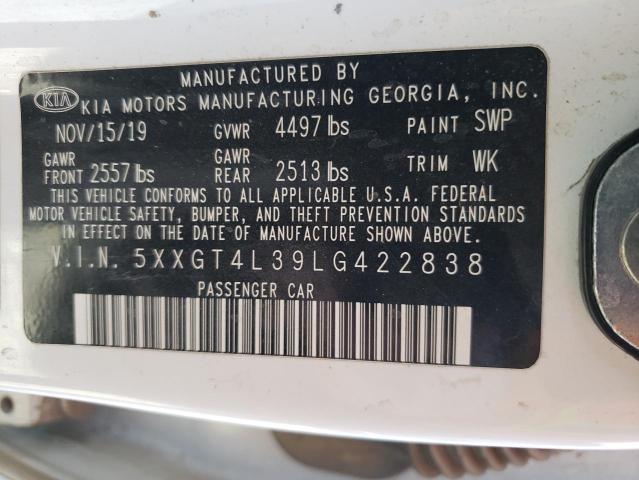 MANUFACTURED BY
KIA KIA MOTORS MANUFACTURING GEORGIA, INC.
NOV/15/19 GVWR 4497 lbs PAINT SWP
GAWR FRONT 2557 lbs GAWR REAR 2513 lbs TRIM WK
THIS VEHICLE CONFORMS TO ALL APPLICABLE U.S.A. FEDERAL
MOTOR VEHICLE SAFETY, BUMPER, AND THEFT PREVENTION STANDARDS
IN EFFECT ON THE DATE OF MANUFACTURE SHOWN ABOVE.
V.I.N. 5XXGT4L39LG422838
PASSENGER CAR